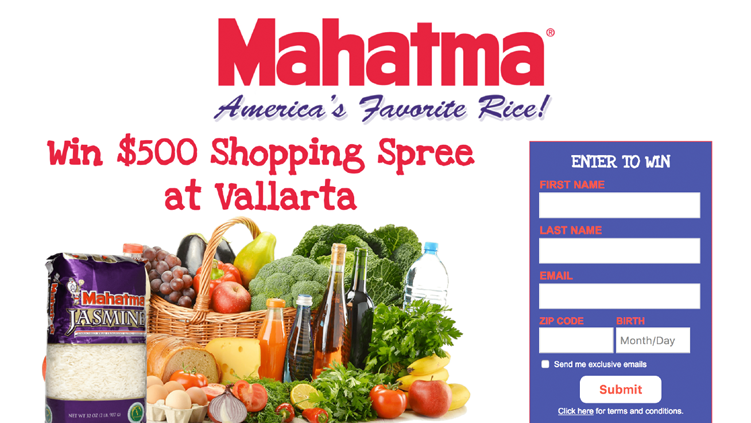 Mahatma®
America's Favorite Rice!
Win $500 Shopping Spree
at Vallarta
ENTER TO WIN
FIRST NAME
LAST NAME
EMAIL
ZIP CODE BIRTH
Month/Day
Send me exclusive emails
Submit
Click here for terms and conditions.
Mahatma
JASMINE